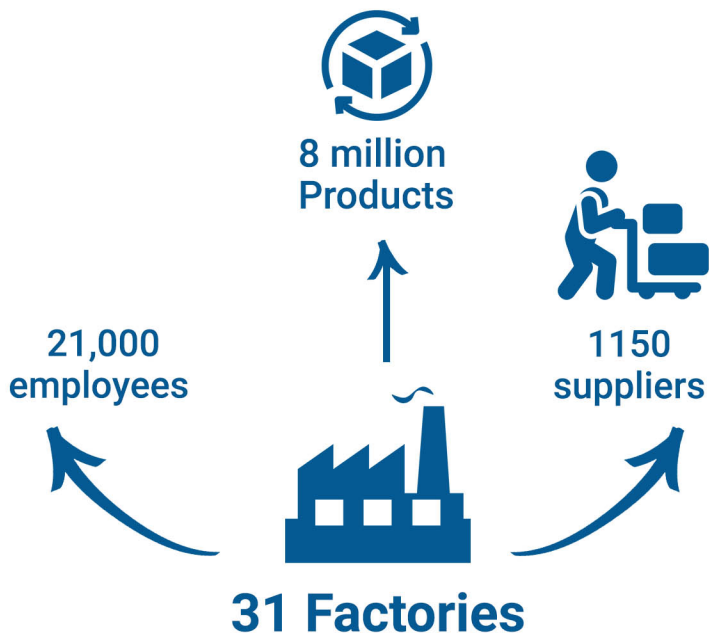 8 million
Products
21,000
employees
1150
suppliers
31 Factories